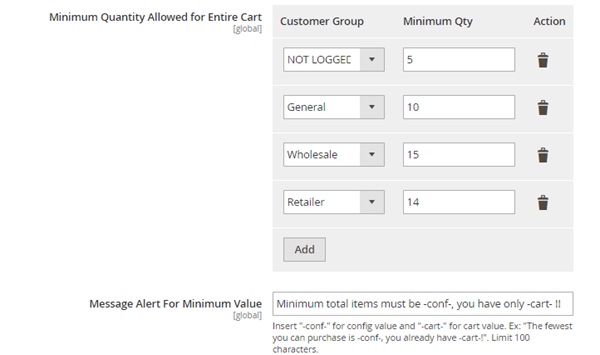 Minimum Quantity Allowed for Entire Cart
[global]
Customer Group Minimum Qty Action
NOT LOGGED 5
General 10
Wholesale 15
Retailer 14
Add
Message Alert For Minimum Value
[global]
Minimum total items must be -conf-, you have only -cart- !!
Insert "-conf-" for config value and "-cart-" for cart value. Ex: "The fewest
you can purchase is -conf-, you already have -cart-!". Limit 100
characters.